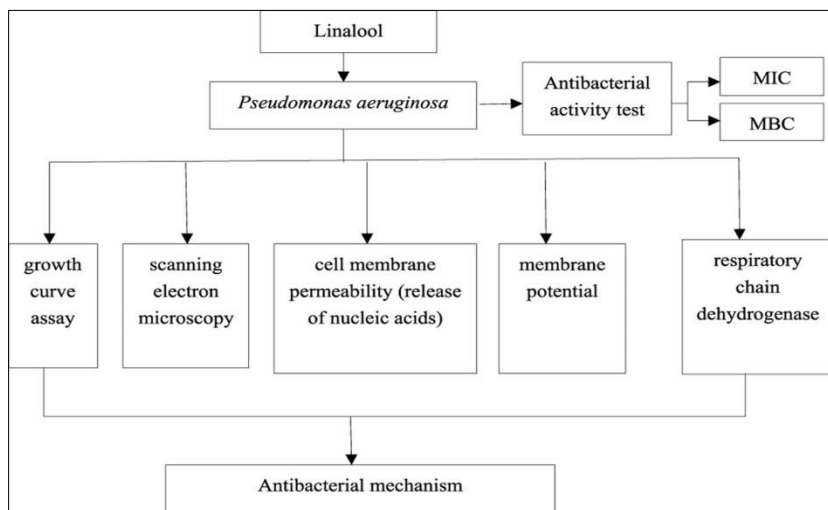 Linalool
Pseudomonas aeruginosa
Antibacterial
activity test
MIC
MBC
growth
curve
assay
scanning
electron
microscopy
cell membrane
permeability (release
of nucleic acids)
membrane
potential
respiratory
chain
dehydrogenase
Antibacterial mechanism